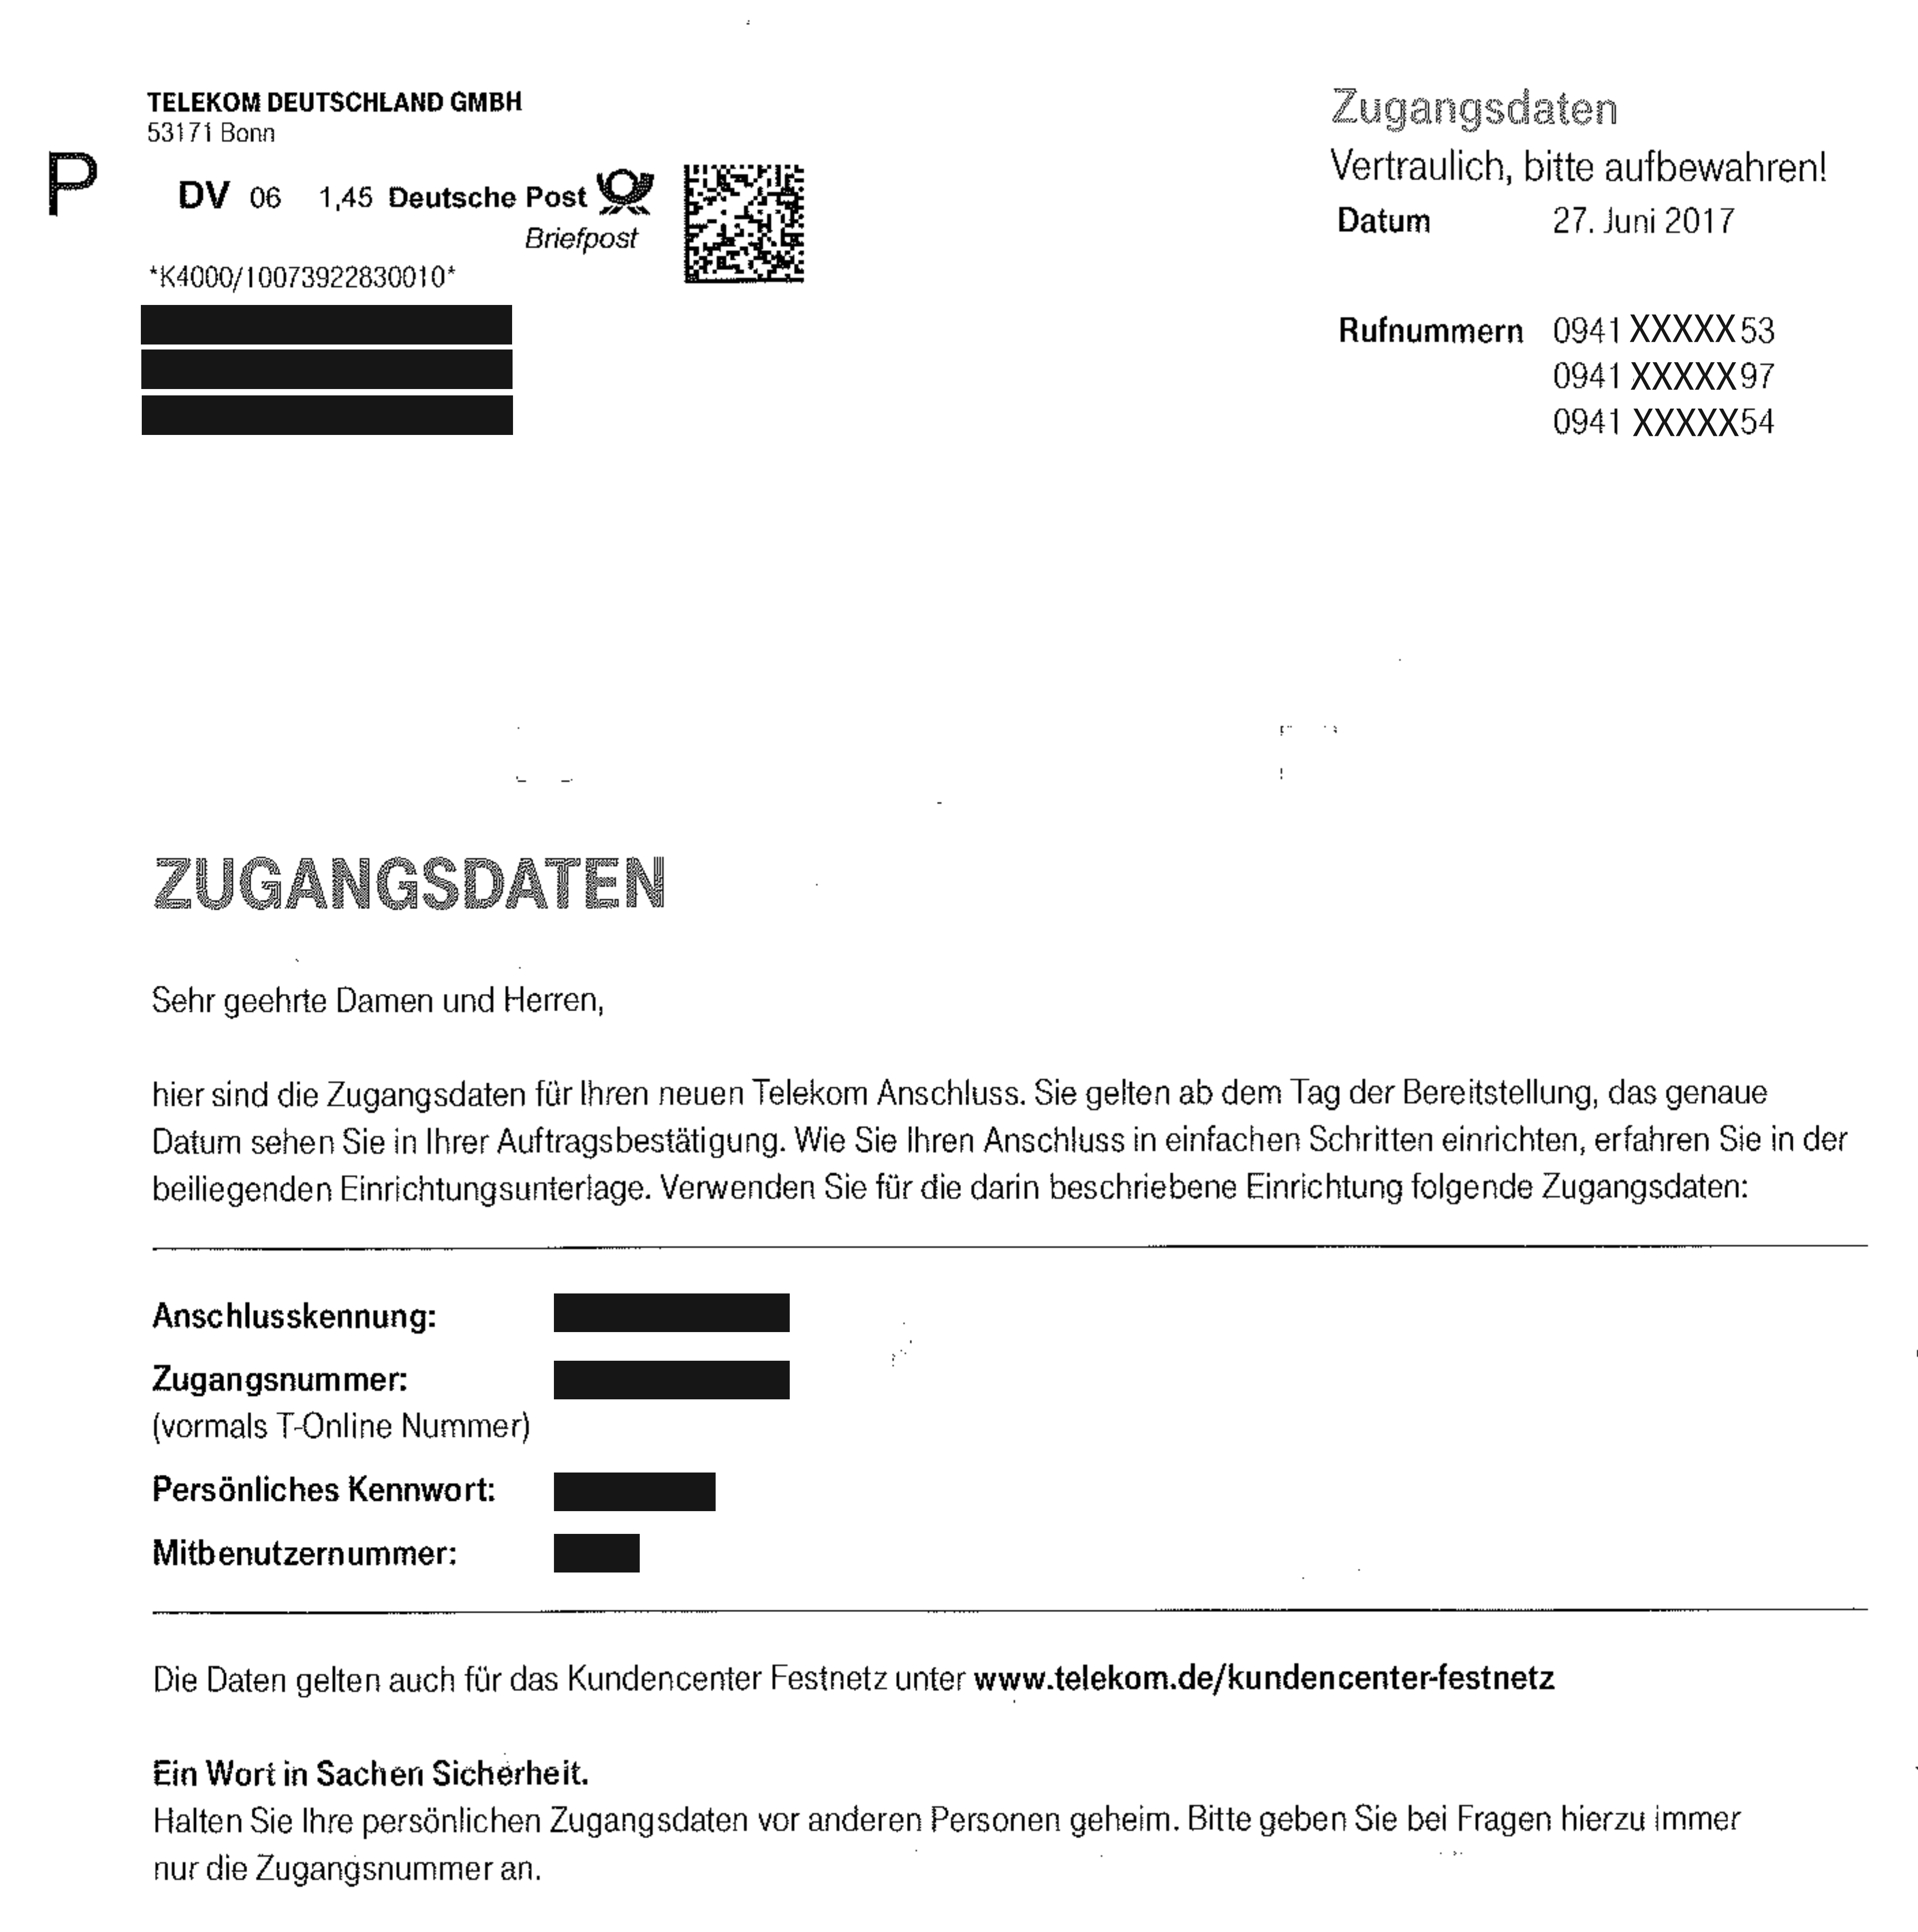 TELEKOM DEUTSCHLAND GMBH
53171 Bonn
P
DV 06 1,45 Deutsche Post
Briefpost
*K4000/10073922830010*
Zugangsdaten
Vertraulich, bitte aufbewahren!
Datum 27. Juni 2017
Rufnummern 0941 XXXXX53
0941 XXXXX97
0941 XXXXX54
ZUGANGSDATEN
Sehr geehrte Damen und Herren,
hier sind die Zugangsdaten für Ihren neuen Telekom Anschluss. Sie gelten ab dem Tag der Bereitstellung, das genaue
Datum sehen Sie in Ihrer Auftragsbestätigung. Wie Sie Ihren Anschluss in einfachen Schritten einrichten, erfahren Sie in der
beiliegenden Einrichtungsunterlage. Verwenden Sie für die darin beschriebene Einrichtung folgende Zugangsdaten:
Anschlusskennung:
Zugangsnummer:
(vormals T-Online Nummer)
Persönliches Kennwort:
Mitbenutzernummer:
Die Daten gelten auch für das Kundencenter Festnetz unter www.telekom.de/kundencenter-festnetz
Ein Wort in Sachen Sicherheit.
Halten Sie Ihre persönlichen Zugangsdaten vor anderen Personen geheim. Bitte geben Sie bei Fragen hierzu immer
nur die Zugangsnummer an.